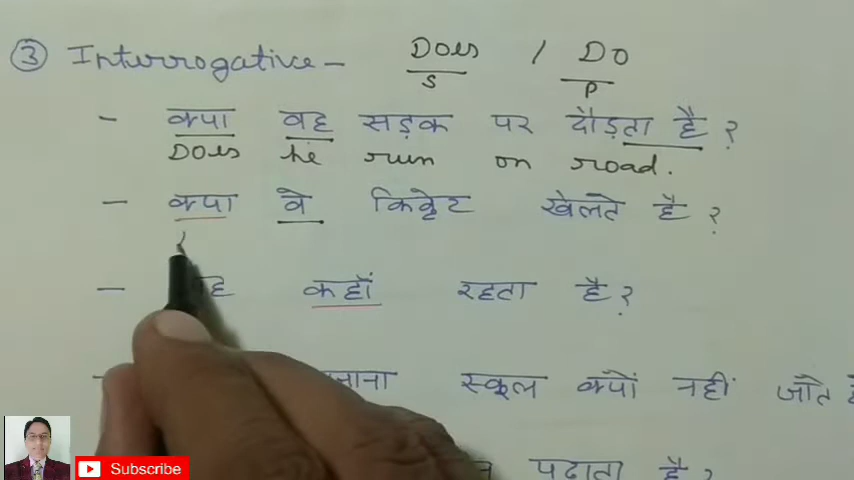 ③ Interrogative - Does / Do
S P
- क्या वह सड़क पर दौड़ता है?
Does he run on road.
- क्या वे क्रिकेट खेलते है?
- कहाँ रहता है?
- स्कूल क्यों नहीं जाते
पढाता है?
Subscribe